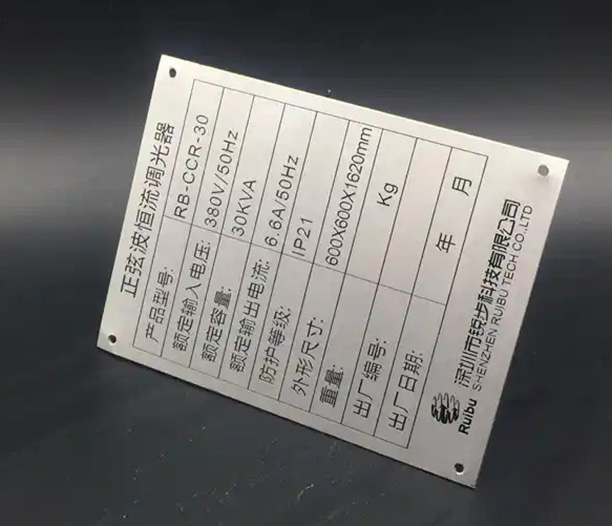 正弦波恒流调光器
产品型号: RB-CCR-30
额定输入电压: 380V/50Hz
额定容量: 30KVA
额定输出电流: 6.6A/50Hz
防护等级: IP21
外形尺寸: 600X600X1620mm
重量: Kg
出厂编号:
出厂日期: 年 月
Ruibu
深圳市锐步科技有限公司
SHENZHEN RUIBU TECH CO.,LTD